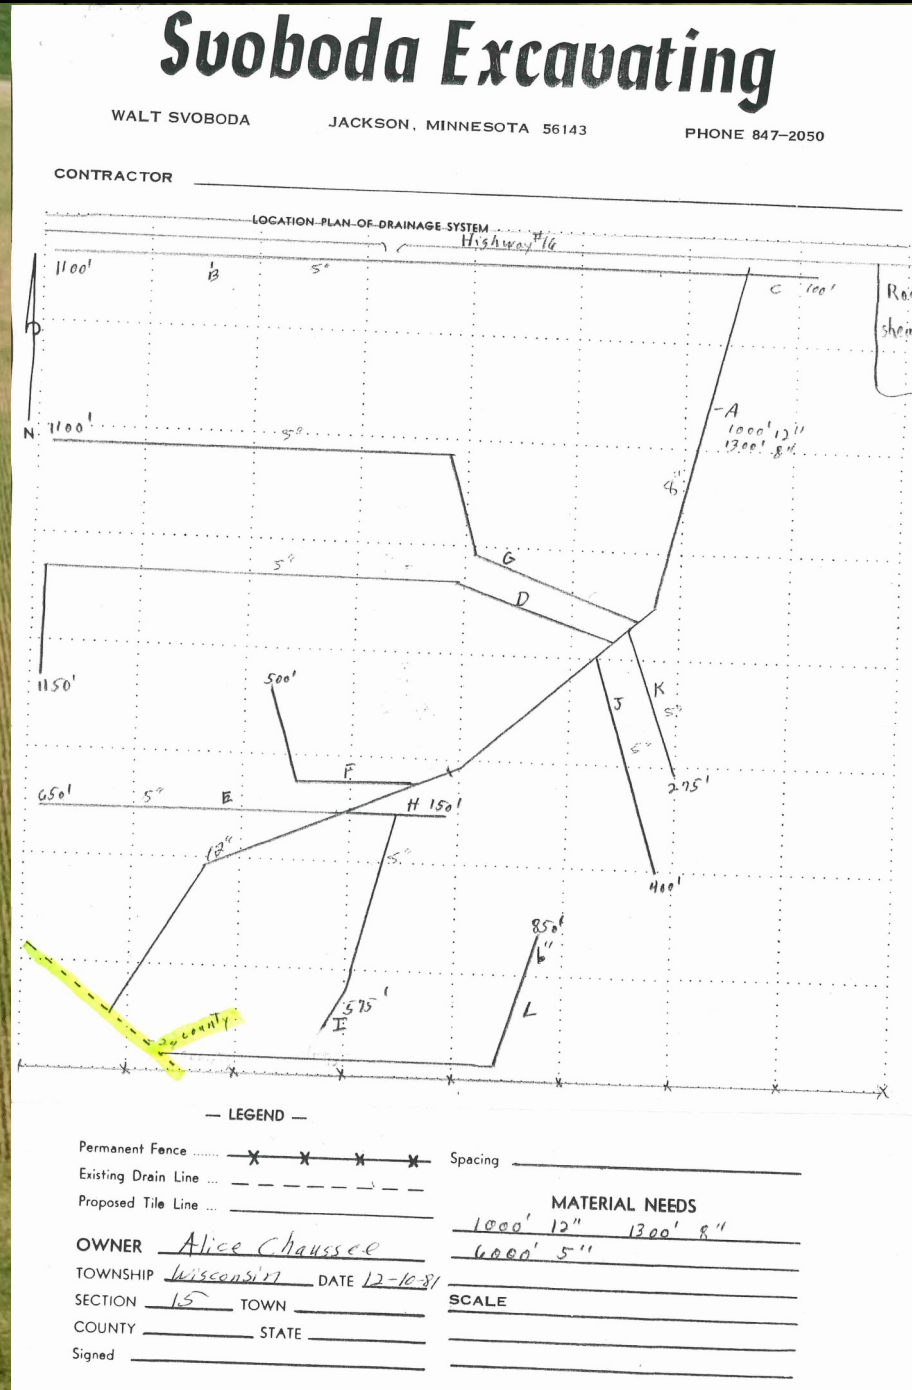 Svoboda Excavating
WALT SVOBODA JACKSON, MINNESOTA 56143 PHONE 847-2050
CONTRACTOR
LOCATION PLAN OF DRAINAGE SYSTEM
Highway #16
1100' B 5" C 100'
A
1000' 12"
1300' 8"
N 1100' 5"
8"
G
5"
D
1150'
500'
J K
5"
5"
F
650' 5" E H 150'
275'
12"
5"
400'
850'
6"
575'
I
L
county
— LEGEND —
Permanent Fence
Existing Drain Line
Proposed Tile Line
Spacing
MATERIAL NEEDS
1000' 12" 1300' 8"
6000' 5"
OWNER Alice Chaussee
TOWNSHIP Wisconsin DATE 12-10-81
SECTION 15 TOWN
SCALE
COUNTY STATE
Signed